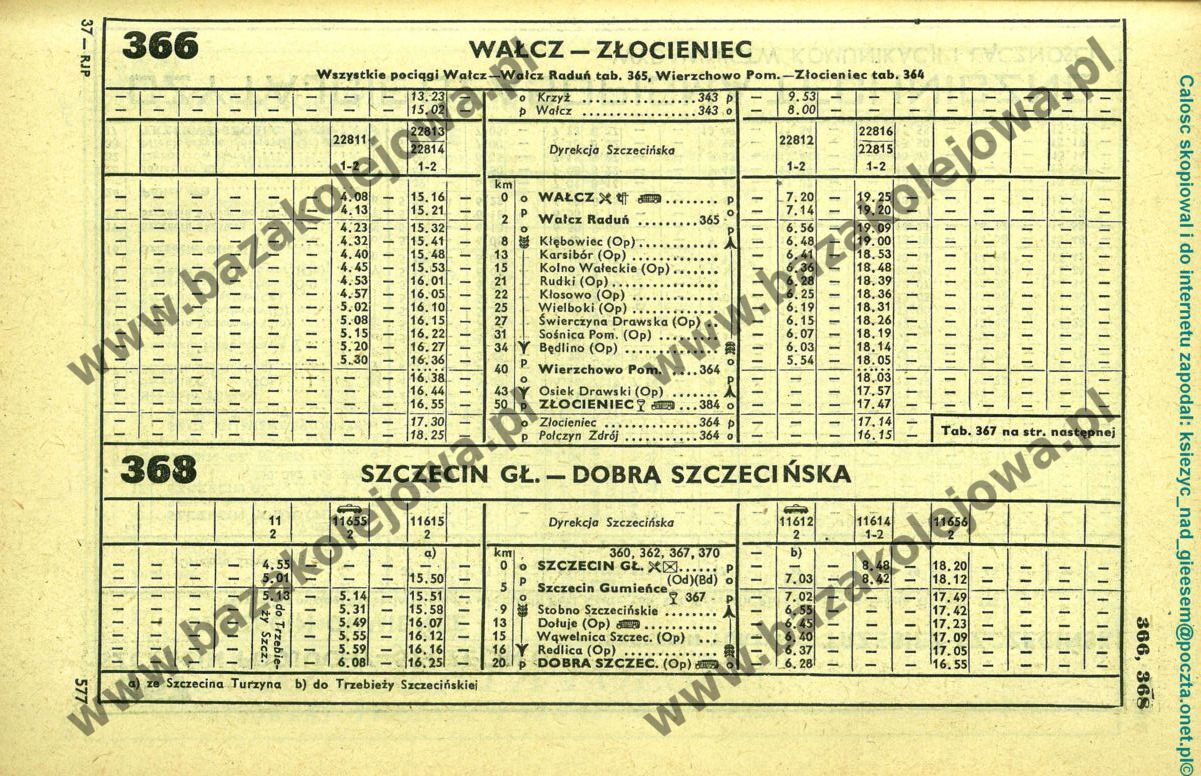 37 — RJP
366 WAŁCZ — ZŁOCIENIEC
Wszystkie pociągi Wałcz—Wałcz Raduń tab. 365, Wierzchowo Pom.—Złocieniec tab. 364
13.23 o Krzyż 343 p 9.53
15.02 p Wałcz 343 o 8.00
22811 22813 22814 Dyrekcja Szczecińska 22812 22816 22815
1-2 1-2 1-2 1-2
km
4.08 15.16 0 o WAŁCZ p 7.20 19.25
4.13 15.21 p o 7.14 19.20
2 Wałcz Raduń 365
4.23 15.32 o p 6.56 19.09
4.32 15.41 8 Kłębowiec (Op) 6.48 19.00
4.40 15.48 13 Karsibór (Op) 6.41 18.53
4.45 15.53 15 Kolno Wałeckie (Op) 6.36 18.48
4.53 16.01 21 Rudki (Op) 6.28 18.39
4.57 16.05 22 Kłosowo (Op) 6.25 18.36
5.02 16.10 25 Wielboki (Op) 6.19 18.31
5.08 16.15 27 Świerczyna Drawska (Op) 6.15 18.26
5.15 16.22 31 Sośnica Pom. (Op) 6.07 18.19
5.20 16.27 34 Będlino (Op) 6.03 18.14
5.30 16.36 p o 5.54 18.05
40 Wierzchowo Pom. 364
16.38 o p 18.03
16.44 43 Osiek Drawski (Op) 17.57
16.55 50 p ZŁOCIENIEC 384 o 17.47
17.30 o Złocieniec 364 p 17.14
18.25 p Połczyn Zdrój 364 o 16.15
Tab. 367 na str. następnej
368 SZCZECIN GŁ. — DOBRA SZCZECIŃSKA
11 11655 11615 Dyrekcja Szczecińska 11612 11614 11656
2 2 2 2 1-2 2
a) km 360, 362, 367, 370 b)
4.55 0 o SZCZECIN GŁ. p 8.48 18.20
5.01 15.50 p (Od)(Bd) o 7.03 8.42 18.12
5 Szczecin Gumieńce 367
5.13 5.14 15.51 o p 7.02 17.49
do Trzebie-
ży Szcz.
5.31 15.58 9 Stobno Szczecińskie 6.55 17.42
5.49 16.07 13 Dołuje (Op) 6.45 17.23
5.55 16.12 15 Wąwelnica Szczec. (Op) 6.40 17.09
5.59 16.16 16 Redlica (Op) 6.37 17.05
6.08 16.25 20 p DOBRA SZCZEC. (Op) o 6.28 16.55
a) ze Szczecina Turzyna b) do Trzebieży Szczecińskiej
577
366, 368
Calosc skopiowal i do internetu zapodal: ksiezyc_nad_gieesem@poczta.onet.pl©
www.bazakolejowa.pl
www.bazakolejowa.pl
www.bazakolejowa.pl
www.bazakolejowa.pl